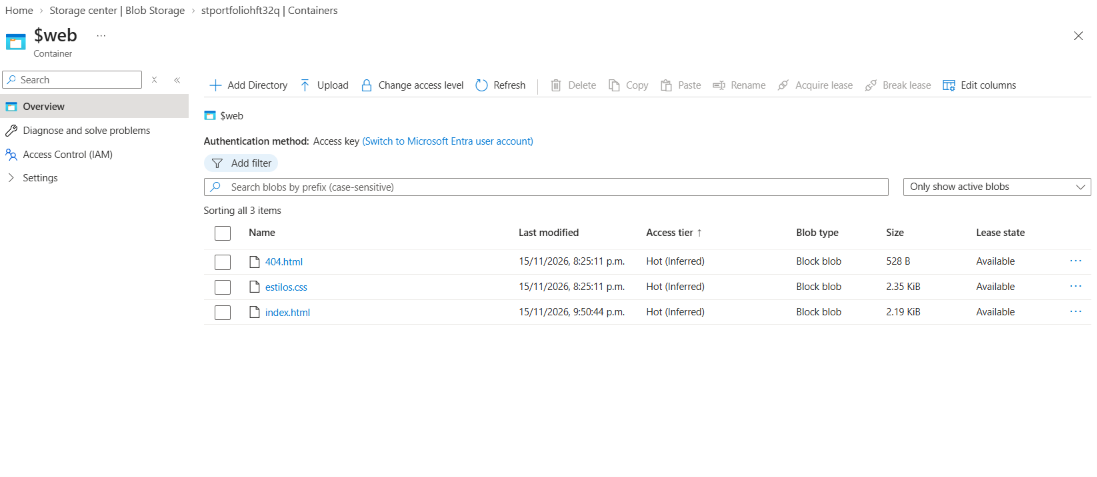 Home > Storage center | Blob Storage > stportfoliohft32q | Containers >
$web ...
Container
Search
Overview
Diagnose and solve problems
Access Control (IAM)
Settings
Add Directory Upload Change access level Refresh Delete Copy Paste Rename Acquire lease Break lease Edit columns
$web
Authentication method: Access key (Switch to Microsoft Entra user account)
Add filter
Search blobs by prefix (case-sensitive) Only show active blobs
Sorting all 3 items
Name Last modified Access tier ↑ Blob type Size Lease state
404.html 15/11/2026, 8:25:11 p.m. Hot (Inferred) Block blob 528 B Available ...
estilos.css 15/11/2026, 8:25:11 p.m. Hot (Inferred) Block blob 2.35 KiB Available ...
index.html 15/11/2026, 9:50:44 p.m. Hot (Inferred) Block blob 2.19 KiB Available ...